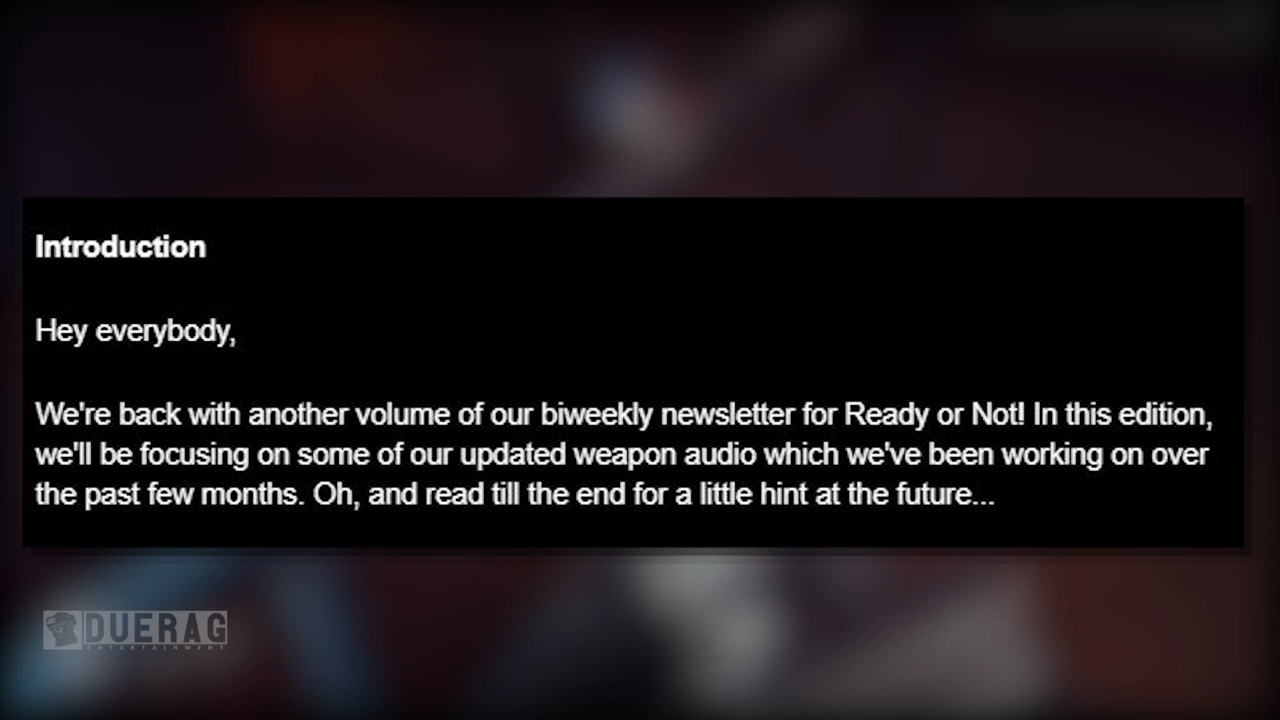 Introduction
Hey everybody,
We're back with another volume of our biweekly newsletter for Ready or Not! In this edition,
we'll be focusing on some of our updated weapon audio which we've been working on over
the past few months. Oh, and read till the end for a little hint at the future...
DUERAG
ENTERTAINMENT